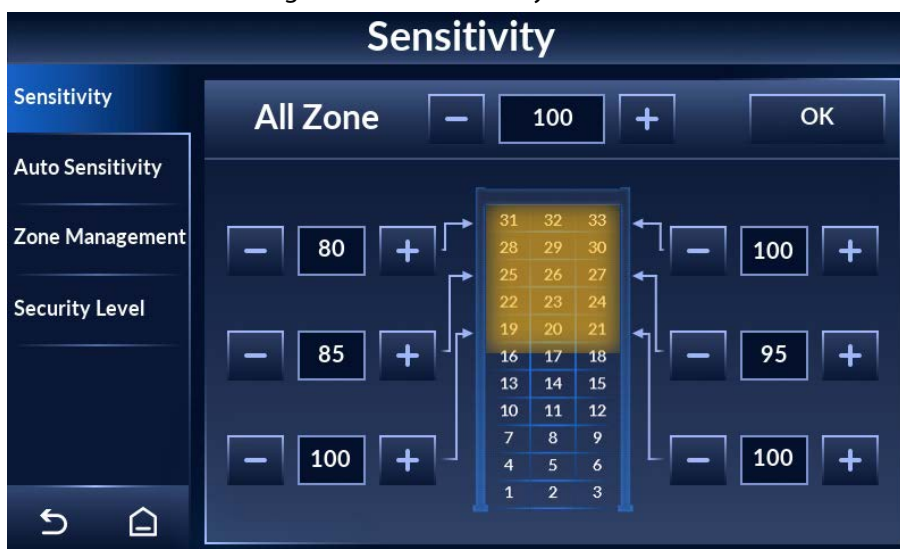 Sensitivity
Sensitivity
Auto Sensitivity
Zone Management
Security Level
All Zone − 100 + OK
− 80 +
− 85 +
− 100 +
31 32 33
28 29 30
25 26 27
22 23 24
19 20 21
16 17 18
13 14 15
10 11 12
7 8 9
4 5 6
1 2 3
− 100 +
− 95 +
− 100 +